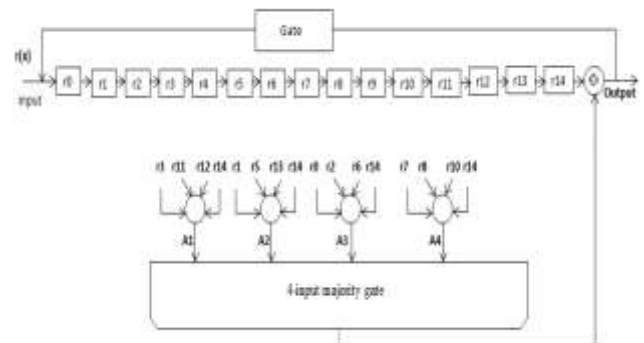 Gate
r(x)
Input
r0 r1 r2 r3 r4 r5 r6 r7 r8 r9 r10 r11 r12 r13 r14
Output
r3 r11 r12 r14 r1 r5 r13 r14 r0 r2 r6 r14 r7 r8 r10 r14
A1 A2 A3 A4
4-input majority gate